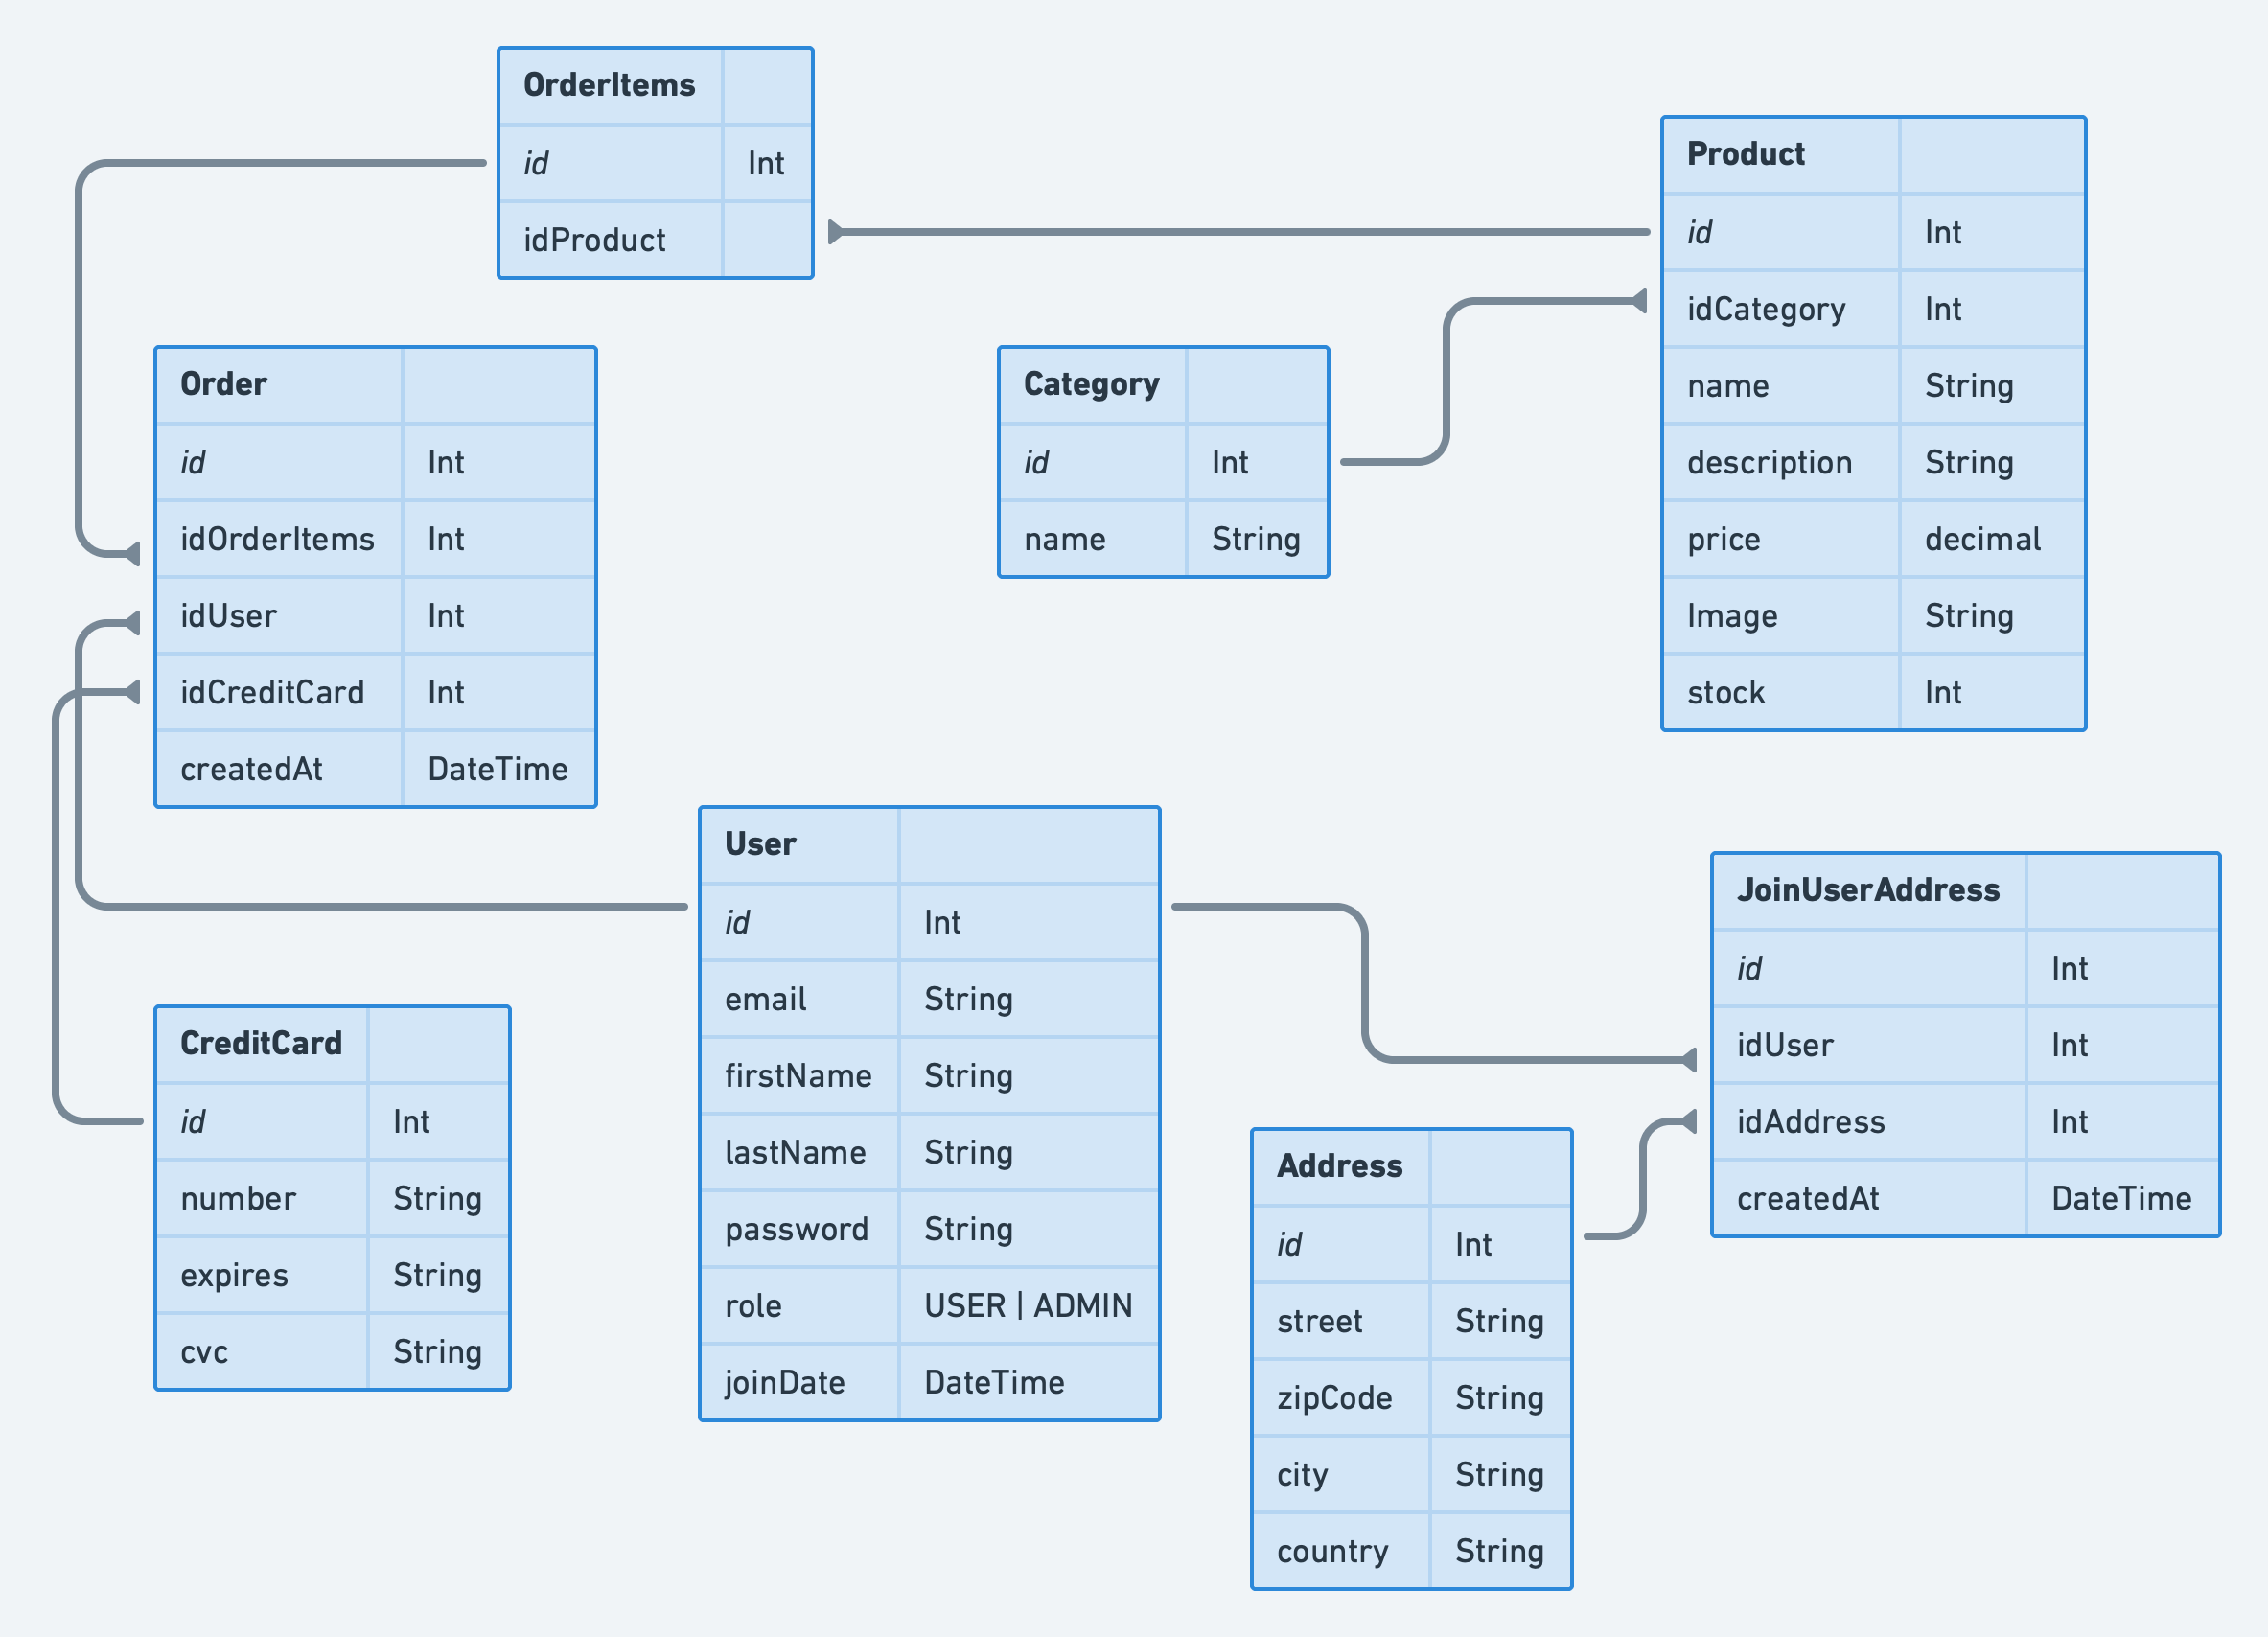 OrderItems
id Int
idProduct
Product
id Int
idCategory Int
name String
description String
price decimal
Image String
stock Int
Order
id Int
idOrderItems Int
idUser Int
idCreditCard Int
createdAt DateTime
Category
id Int
name String
User
id Int
email String
firstName String
lastName String
password String
role USER | ADMIN
joinDate DateTime
JoinUserAddress
id Int
idUser Int
idAddress Int
createdAt DateTime
CreditCard
id Int
number String
expires String
cvc String
Address
id Int
street String
zipCode String
city String
country String